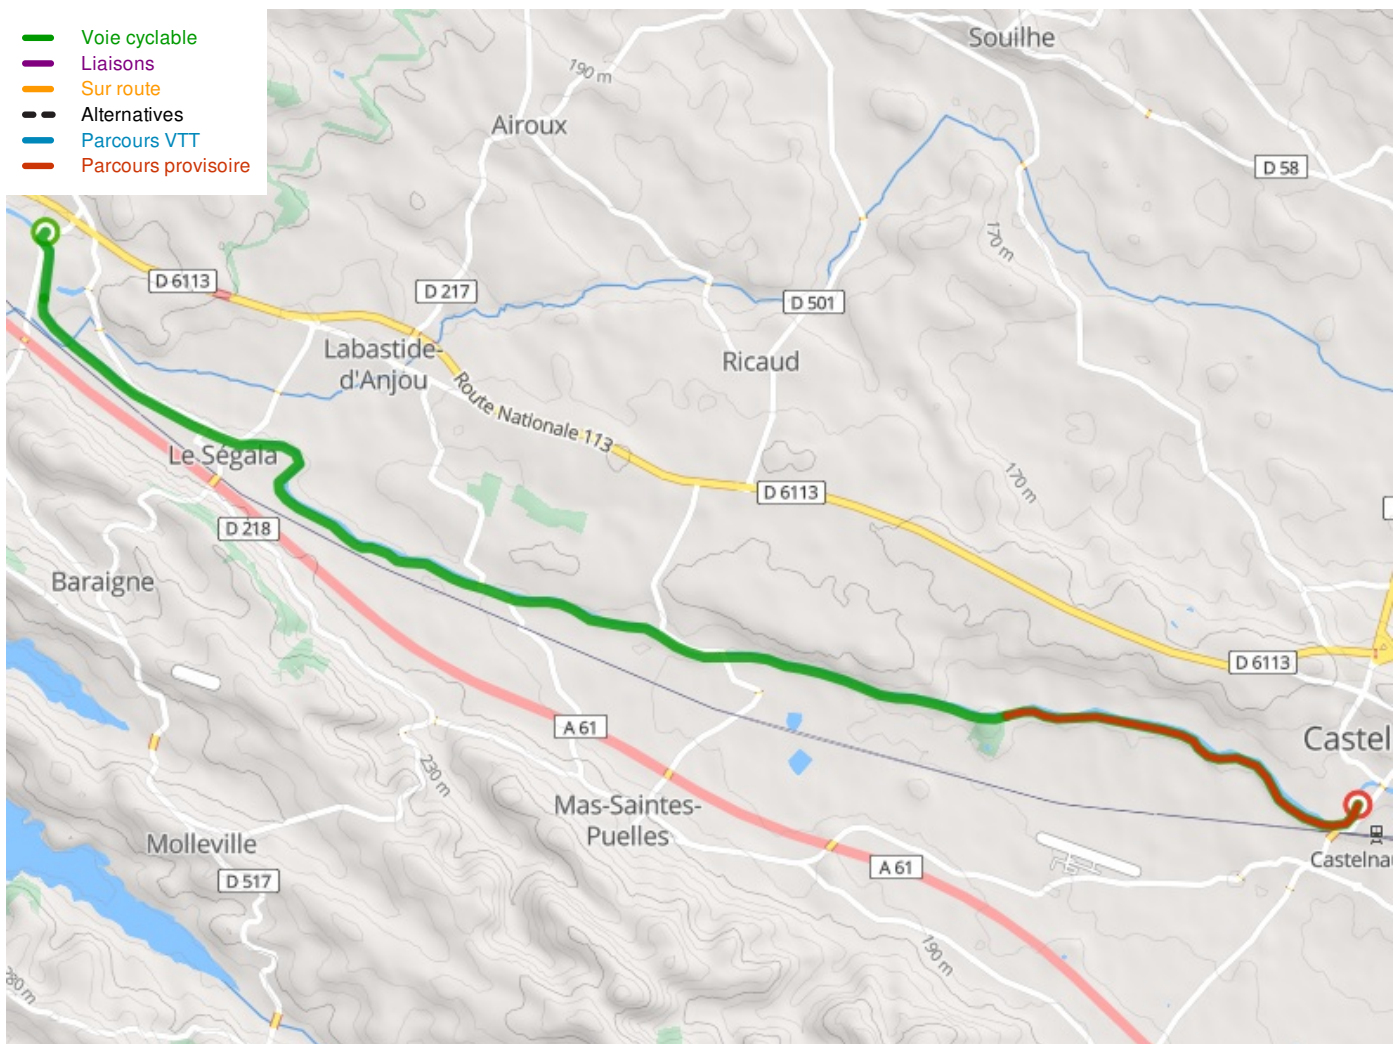 Voie cyclable
Liaisons
Sur route
Alternatives
Parcours VTT
Parcours provisoire
Souilhe
190 m
Airoux
D 58
170 m
D 6113
D 217
D 501
Labastide-
d'Anjou
Ricaud
Route Nationale 113
Le Ségala
170 m
D 6113
D 218
Baraigne
D 6113
A 61
Castel
230 m
Mas-Saintes-
Puelles
Molleville
Castelnau
A 61
D 517
190 m
280 m